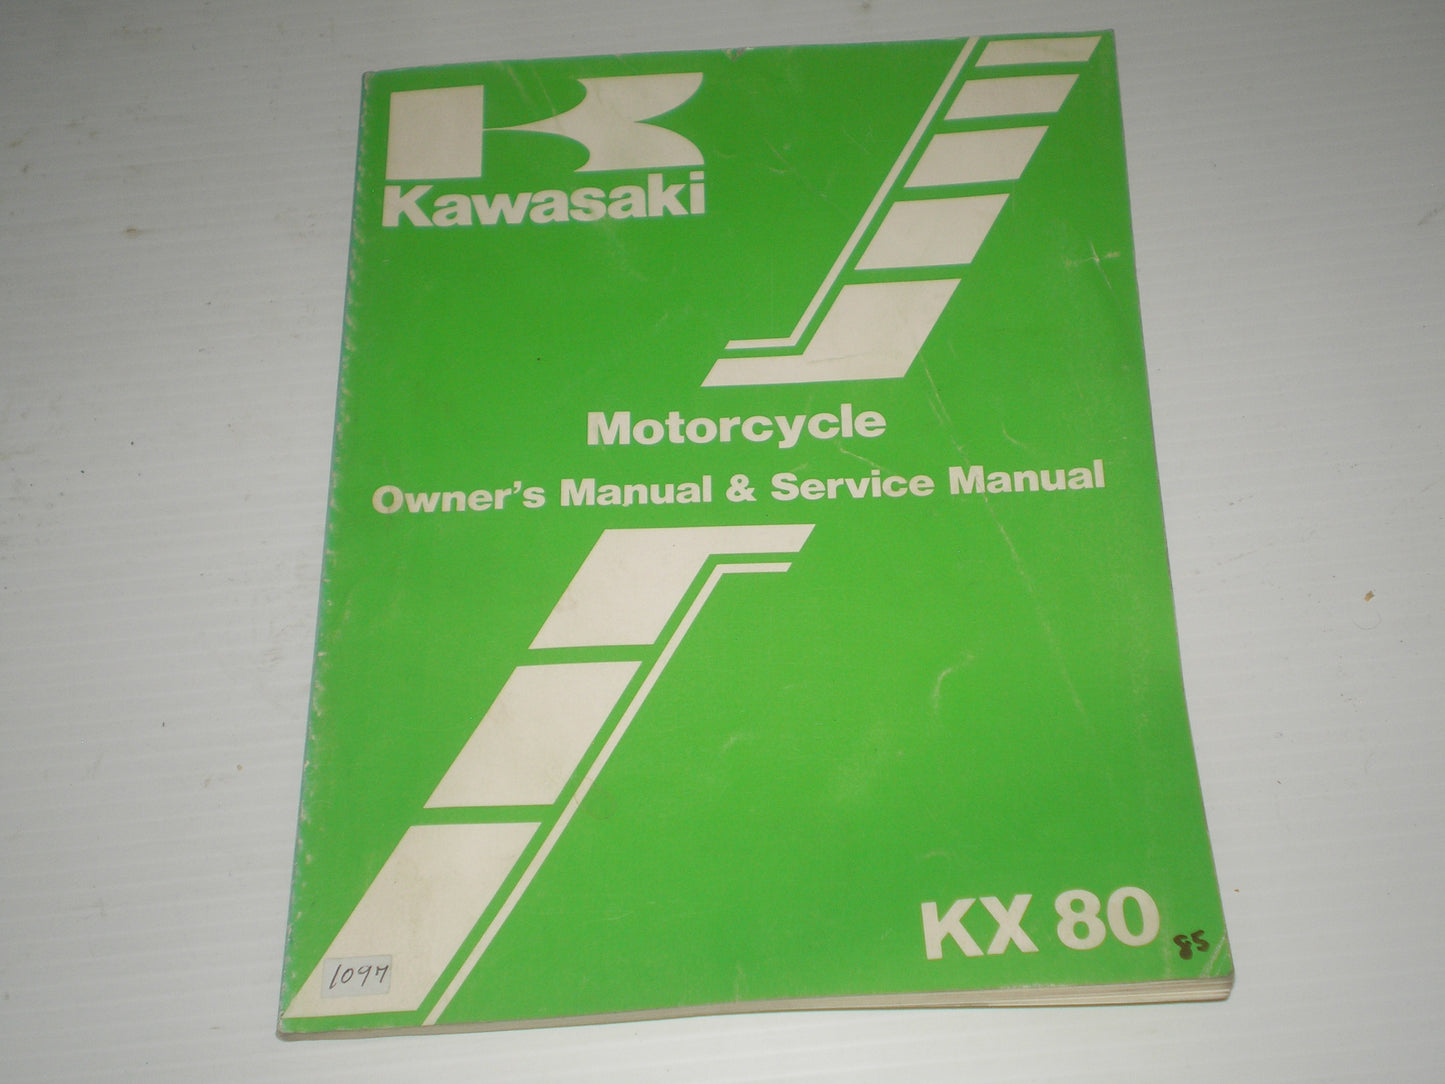 Kawasaki
Motorcycle
Owner's Manual & Service Manual
KX 80
85
1097